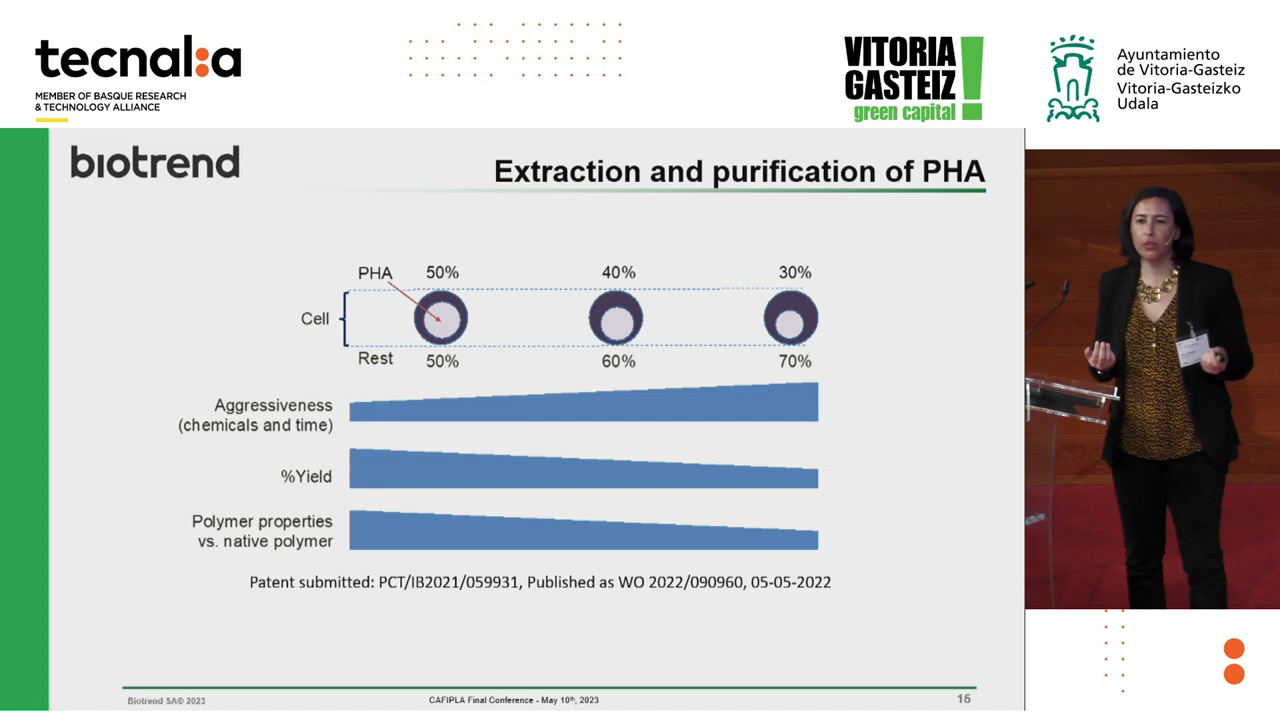 tecnal:a
MEMBER OF BASQUE RESEARCH
& TECHNOLOGY ALLIANCE
VITORIA
GASTEIZ
green capital
Ayuntamiento
de Vitoria-Gasteiz
Vitoria-Gasteizko
Udala
biotrend
Extraction and purification of PHA
PHA 50% 40% 30%
Cell
Rest 50% 60% 70%
Aggressiveness
(chemicals and time)
%Yield
Polymer properties
vs. native polymer
Patent submitted: PCT/IB2021/059931, Published as WO 2022/090960, 05-05-2022
Biotrend SA© 2023 CAFIPLA Final Conference - May 10th, 2023 15